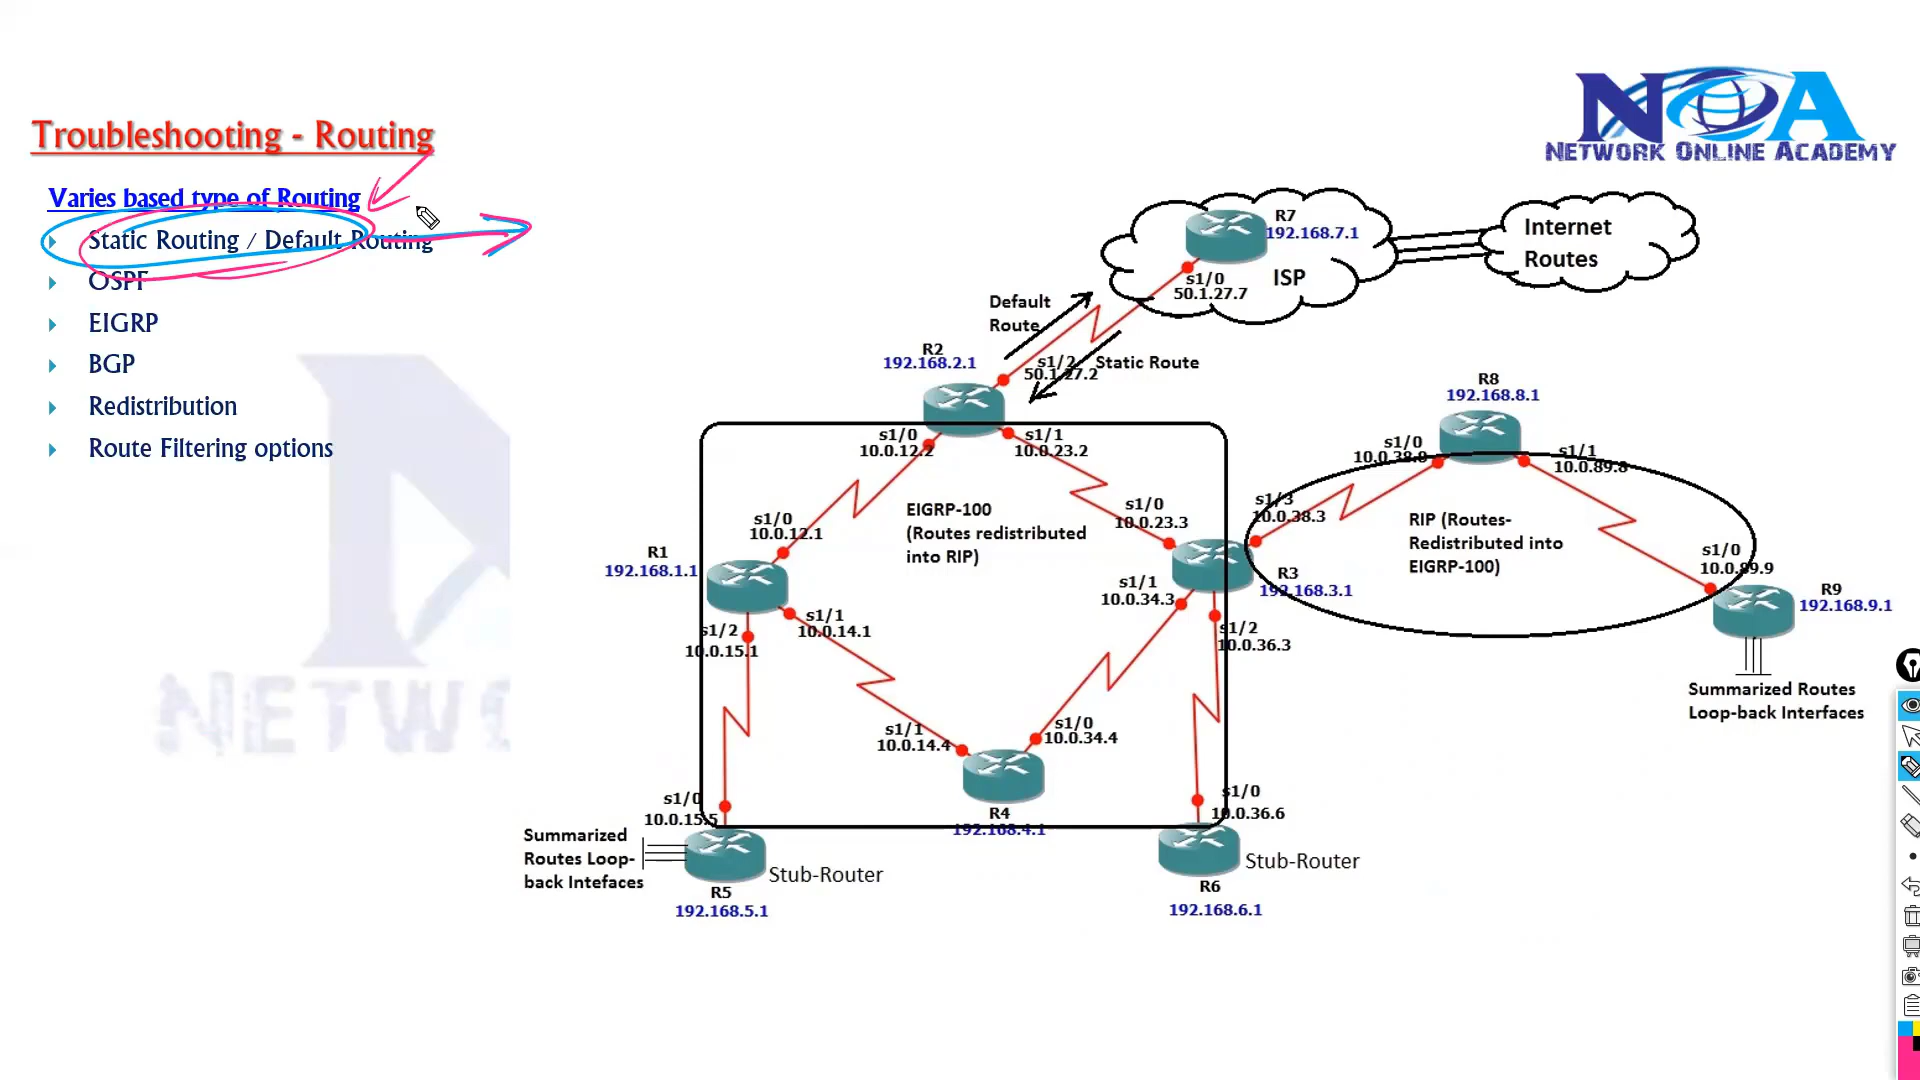 Troubleshooting - Routing
Varies based type of Routing
Static Routing / Default Routing
OSPF
EIGRP
BGP
Redistribution
Route Filtering options
NOA
NETWORK ONLINE ACADEMY
R7
192.168.7.1
ISP
s1/0
50.1.27.7
Internet
Routes
Default
Route
Static Route
R2
192.168.2.1
s1/2
50.1.27.2
s1/0
10.0.12.2
s1/1
10.0.23.2
R8
192.168.8.1
s1/0
s1/1
10.0.89.8
EIGRP-100
(Routes redistributed
into RIP)
s1/0
10.0.23.3
s1/3
10.0.38.3
RIP (Routes-
Redistributed into
EIGRP-100)
s1/0
10.0.89.9
s1/0
10.0.12.1
R1
192.168.1.1
s1/1
10.0.14.1
s1/2
10.0.15.1
R3
192.168.3.1
s1/1
10.0.34.3
s1/2
10.0.36.3
R9
192.168.9.1
Summarized Routes
Loop-back Interfaces
s1/1
10.0.14.4
s1/0
10.0.34.4
R4
192.168.4.1
s1/0
10.0.15.5
Summarized
Routes Loop-
back Intefaces
Stub-Router
R5
192.168.5.1
s1/0
10.0.36.6
Stub-Router
R6
192.168.6.1
NETW